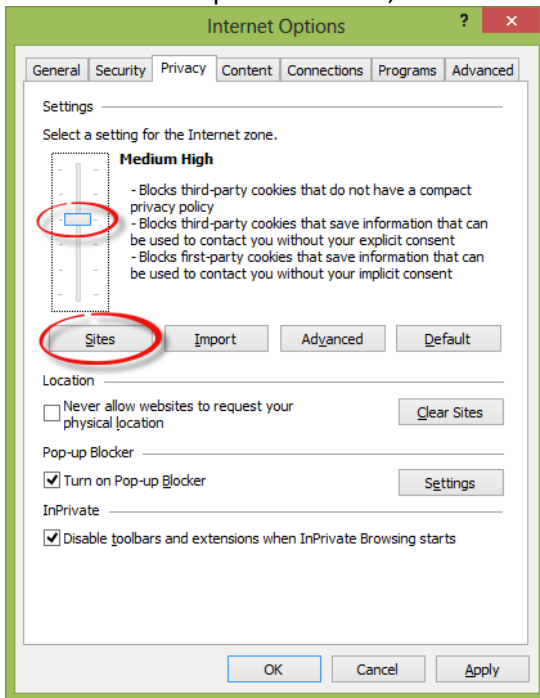 Internet Options
?
×
General Security Privacy Content Connections Programs Advanced
Settings
Select a setting for the Internet zone.
Medium High
- Blocks third-party cookies that do not have a compact
privacy policy
- Blocks third-party cookies that save information that can
be used to contact you without your explicit consent
- Blocks first-party cookies that save information that can
be used to contact you without your implicit consent
Sites Import Advanced Default
Location
Never allow websites to request your
physical location
Clear Sites
Pop-up Blocker
Turn on Pop-up Blocker
Settings
InPrivate
Disable toolbars and extensions when InPrivate Browsing starts
OK Cancel Apply